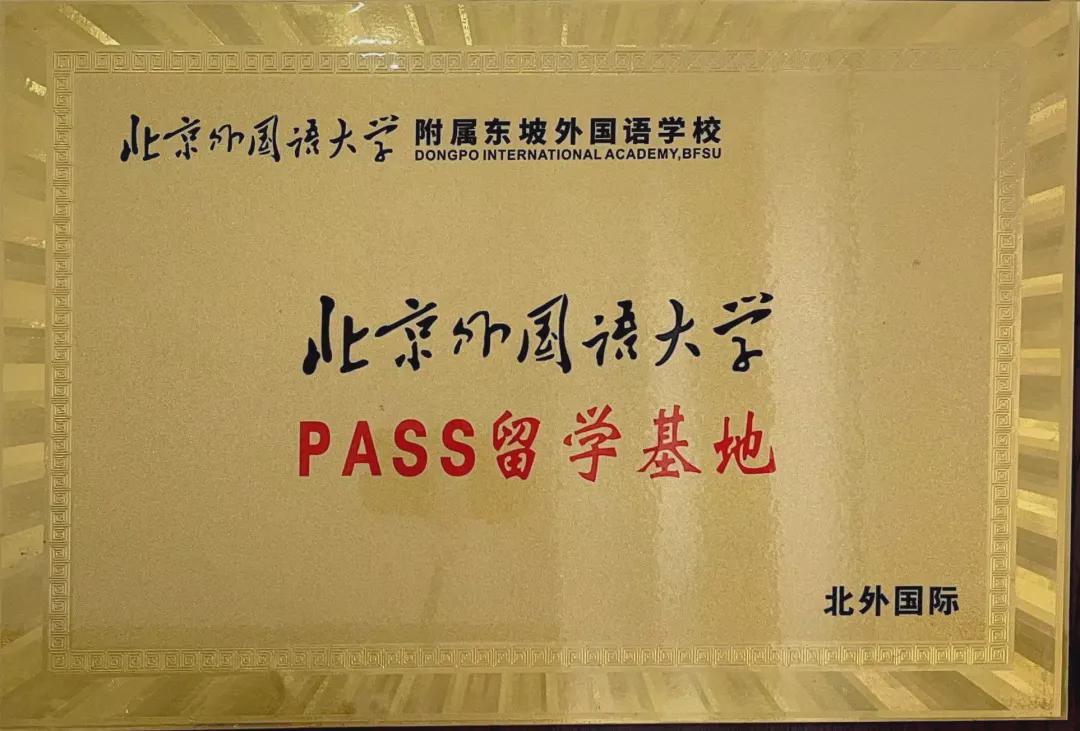 北京外国语大学 附属东坡外国语学校
DONGPO INTERNATIONAL ACADEMY,BFSU
北京外国语大学
PASS留学基地
北外国际